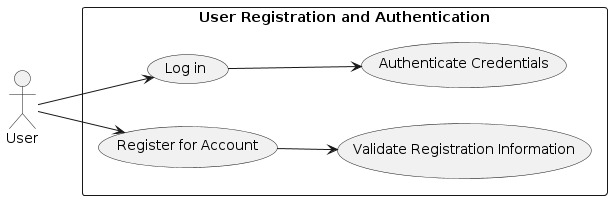 User Registration and Authentication
Log in
Authenticate Credentials
User
Register for Account
Validate Registration Information